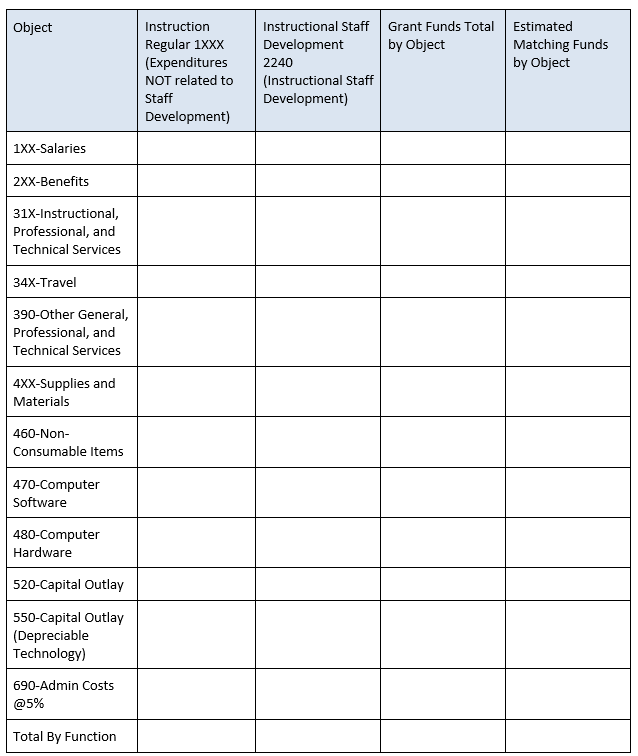 Object
Instruction
Regular 1XXX
(Expenditures
NOT related to
Staff
Development)
Instructional Staff
Development
2240
(Instructional Staff
Development)
Grant Funds Total
by Object
Estimated
Matching Funds
by Object
1XX-Salaries
2XX-Benefits
31X-Instructional,
Professional, and
Technical Services
34X-Travel
390-Other General,
Professional, and
Technical Services
4XX-Supplies and
Materials
460-Non-
Consumable Items
470-Computer
Software
480-Computer
Hardware
520-Capital Outlay
550-Capital Outlay
(Depreciable
Technology)
690-Admin Costs
@5%
Total By Function